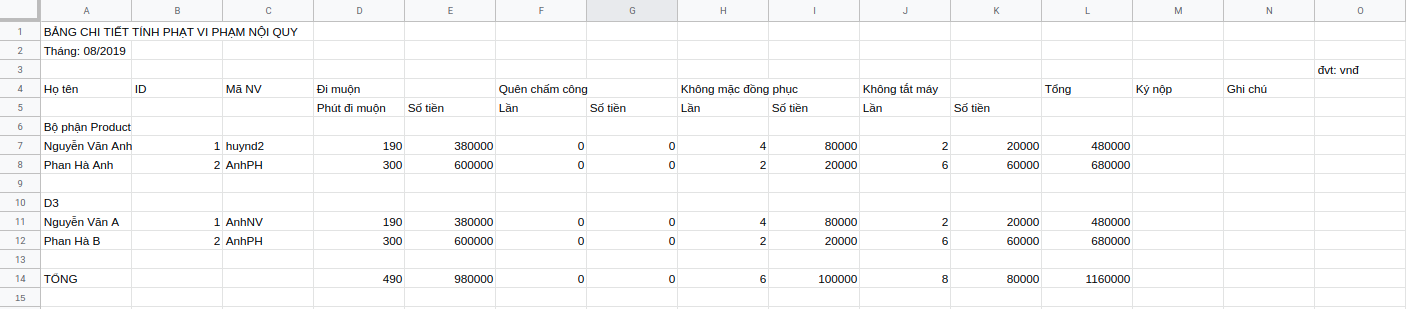 A B C D E F G H I J K L M N O
1 BẢNG CHI TIẾT TÍNH PHẠT VI PHẠM NỘI QUY
2 Tháng: 08/2019
3 đvt: vnđ
4 Họ tên ID Mã NV Đi muộn Quên chấm công Không mặc đồng phục Không tắt máy Tổng Ký nộp Ghi chú
5 Phút đi muộn Số tiền Lần Số tiền Lần Số tiền Lần Số tiền
6 Bộ phận Product
7 Nguyễn Văn Anh 1 huynd2 190 380000 0 0 4 80000 2 20000 480000
8 Phan Hà Anh 2 AnhPH 300 600000 0 0 2 20000 6 60000 680000
9
10 D3
11 Nguyễn Văn A 1 AnhNV 190 380000 0 0 4 80000 2 20000 480000
12 Phan Hà B 2 AnhPH 300 600000 0 0 2 20000 6 60000 680000
13
14 TỔNG 490 980000 0 0 6 100000 8 80000 1160000
15